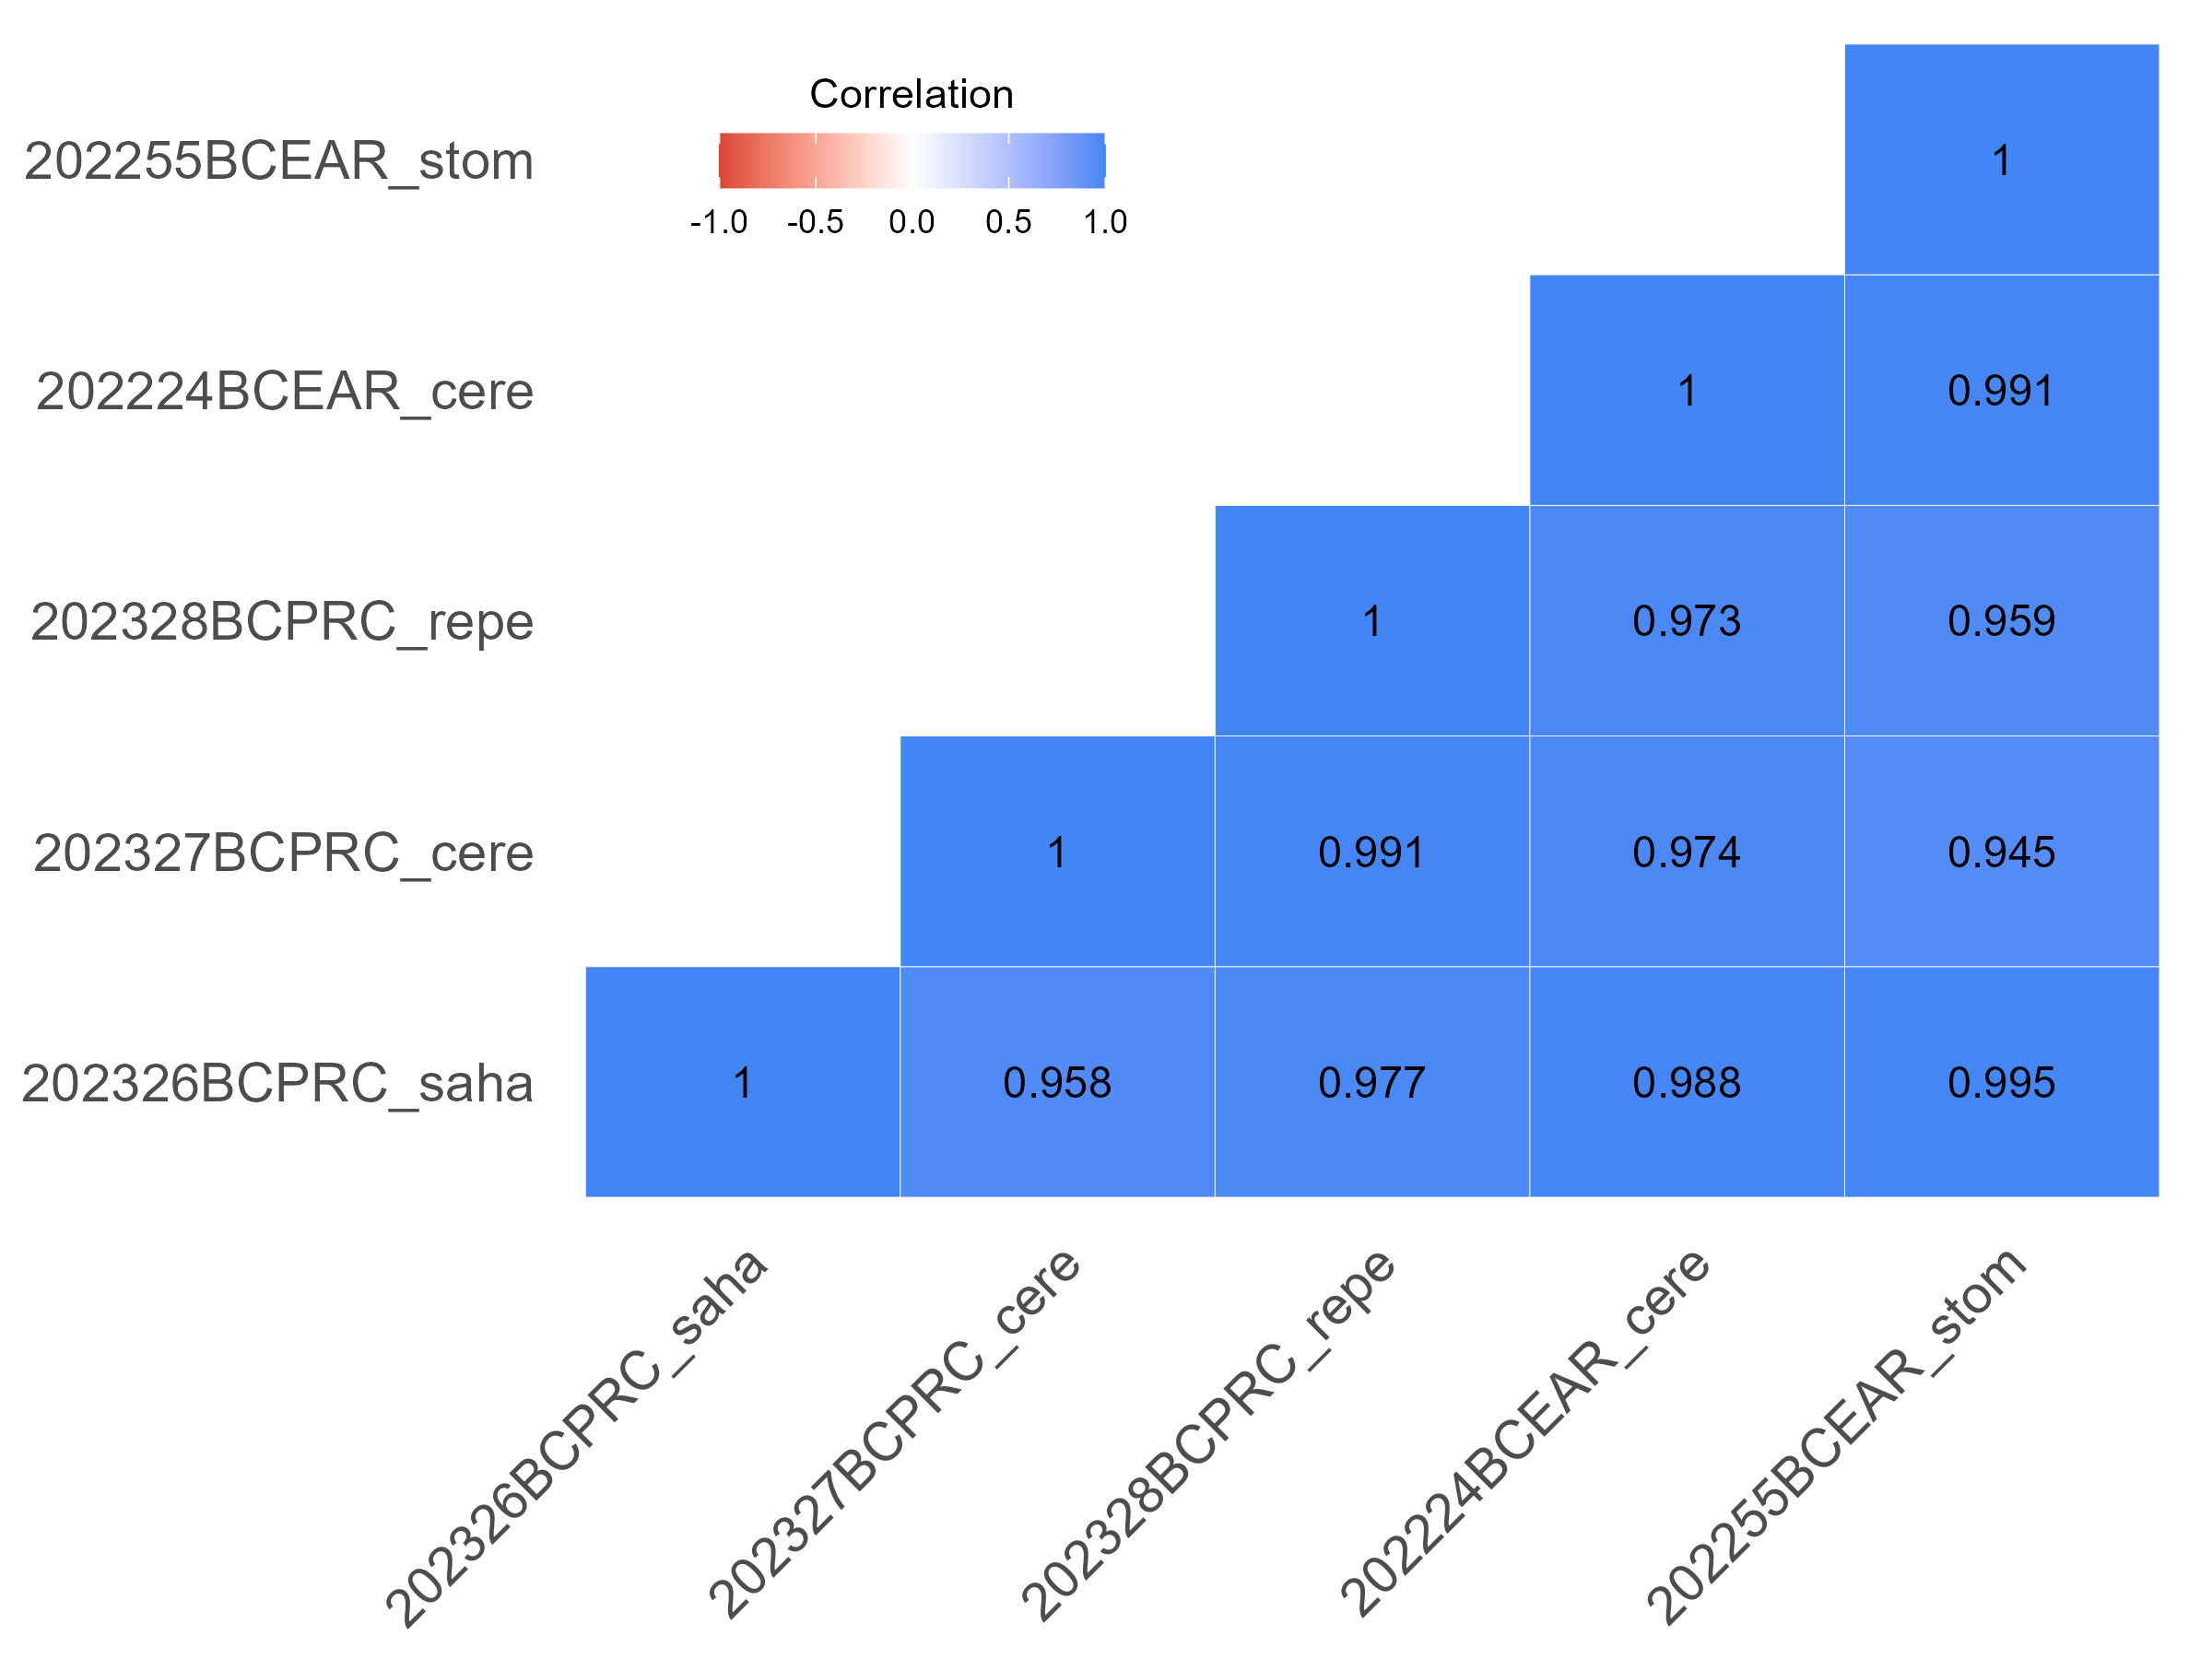 Correlation
-1.0 -0.5 0.0 0.5 1.0
202255BCEAR_stom 1
202224BCEAR_cere 1 0.991
202328BCPRC_repe 1 0.973 0.959
202327BCPRC_cere 1 0.991 0.974 0.945
202326BCPRC_saha 1 0.958 0.977 0.988 0.995
202326BCPRC_saha 202327BCPRC_cere 202328BCPRC_repe 202224BCEAR_cere 202255BCEAR_stom